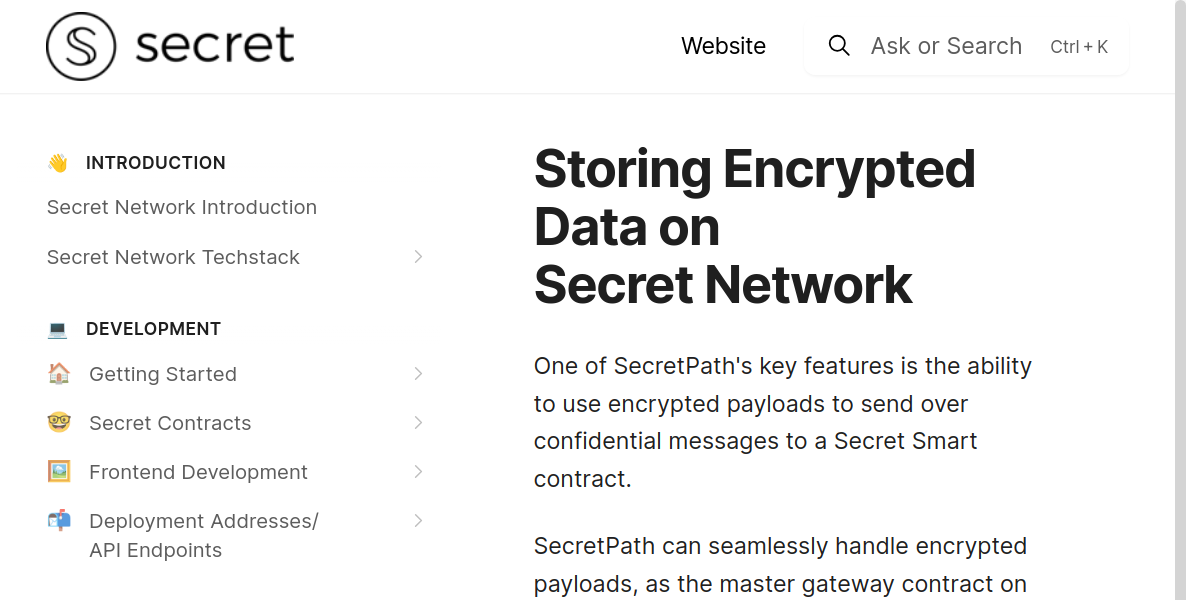 secret
Website
Ask or Search
Ctrl + K
INTRODUCTION
Secret Network Introduction
Secret Network Techstack
DEVELOPMENT
Getting Started
Secret Contracts
Frontend Development
Deployment Addresses/
API Endpoints
Storing Encrypted
Data on
Secret Network
One of SecretPath's key features is the ability
to use encrypted payloads to send over
confidential messages to a Secret Smart
contract.
SecretPath can seamlessly handle encrypted
payloads, as the master gateway contract on